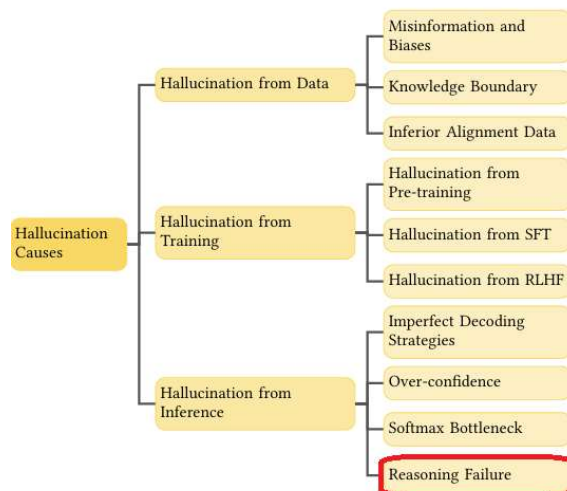 Misinformation and
Biases
Hallucination from Data
Knowledge Boundary
Inferior Alignment Data
Hallucination from
Pre-training
Hallucination
Causes
Hallucination from
Training
Hallucination from SFT
Hallucination from RLHF
Imperfect Decoding
Strategies
Hallucination from
Inference
Over-confidence
Softmax Bottleneck
Reasoning Failure